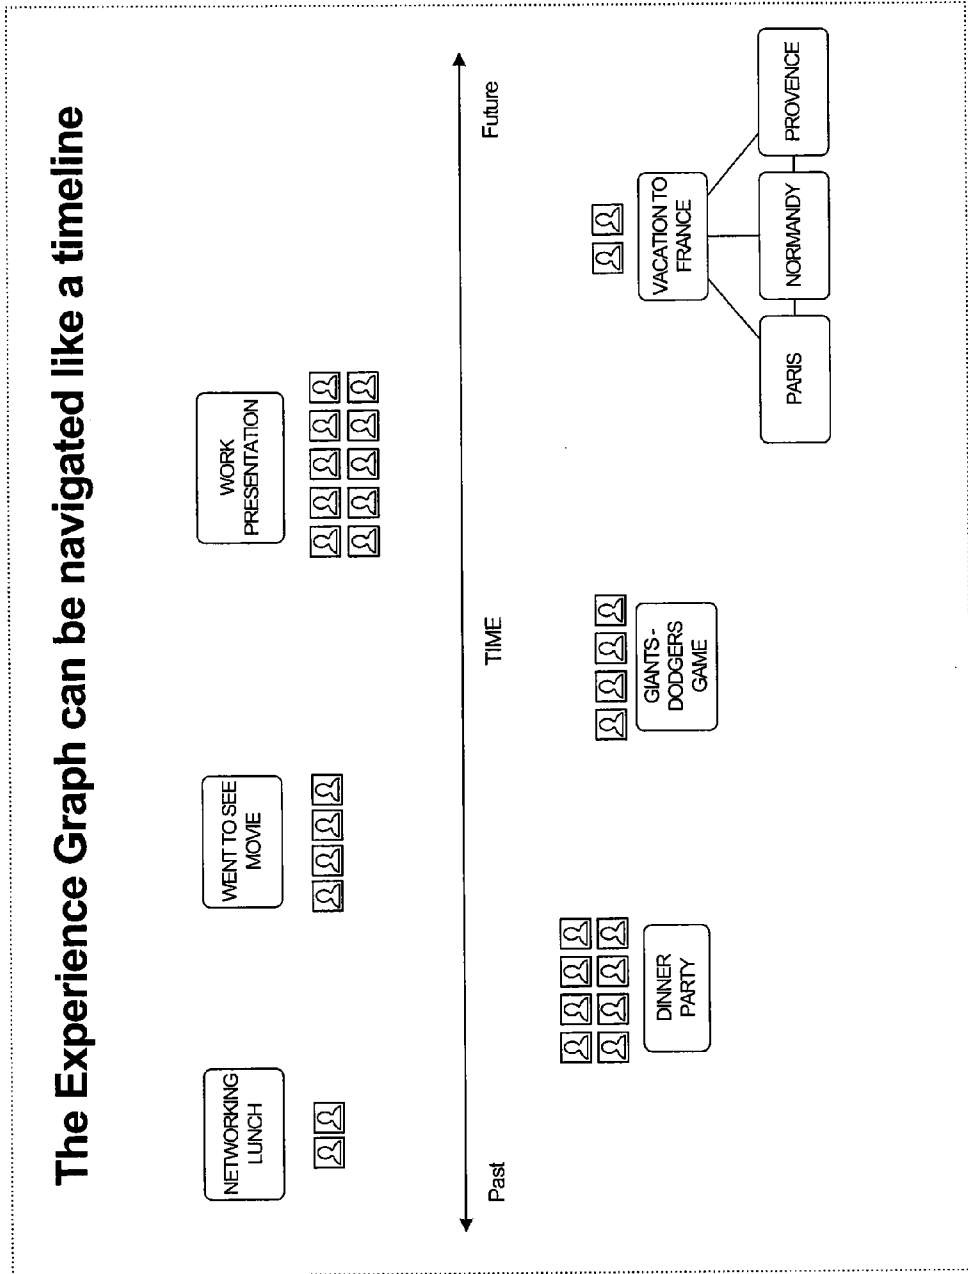 The Experience Graph can be navigated like a timeline
NETWORKING
LUNCH
WENT TO SEE
MOVIE
WORK
PRESENTATION
Past
TIME
Future
DINNER
PARTY
GIANTS-
DODGERS
GAME
VACATION TO
FRANCE
PARIS
NORMANDY
PROVENCE